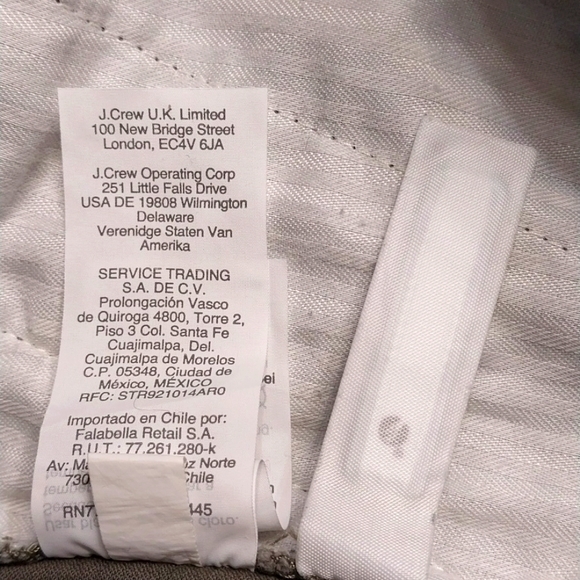 J.Crew U.K. Limited
100 New Bridge Street
London, EC4V 6JA
J.Crew Operating Corp
251 Little Falls Drive
USA DE 19808 Wilmington
Delaware
Verenidge Staten Van
Amerika
SERVICE TRADING
S.A. DE C.V.
Prolongación Vasco
de Quiroga 4800, Torre 2,
Piso 3 Col. Santa Fe
Cuajimalpa, Del.
Cuajimalpa de Morelos
C.P. 05348, Ciudad de
México, MÉXICO
RFC: STR921014AR0
Importado en Chile por:
Falabella Retail S.A.
R.U.T.: 77.261.280-k
Av: Norte
Chile
cloro.